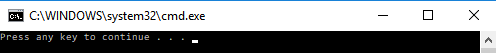 C:\WINDOWS\system32\cmd.exe
Press any key to continue . . .